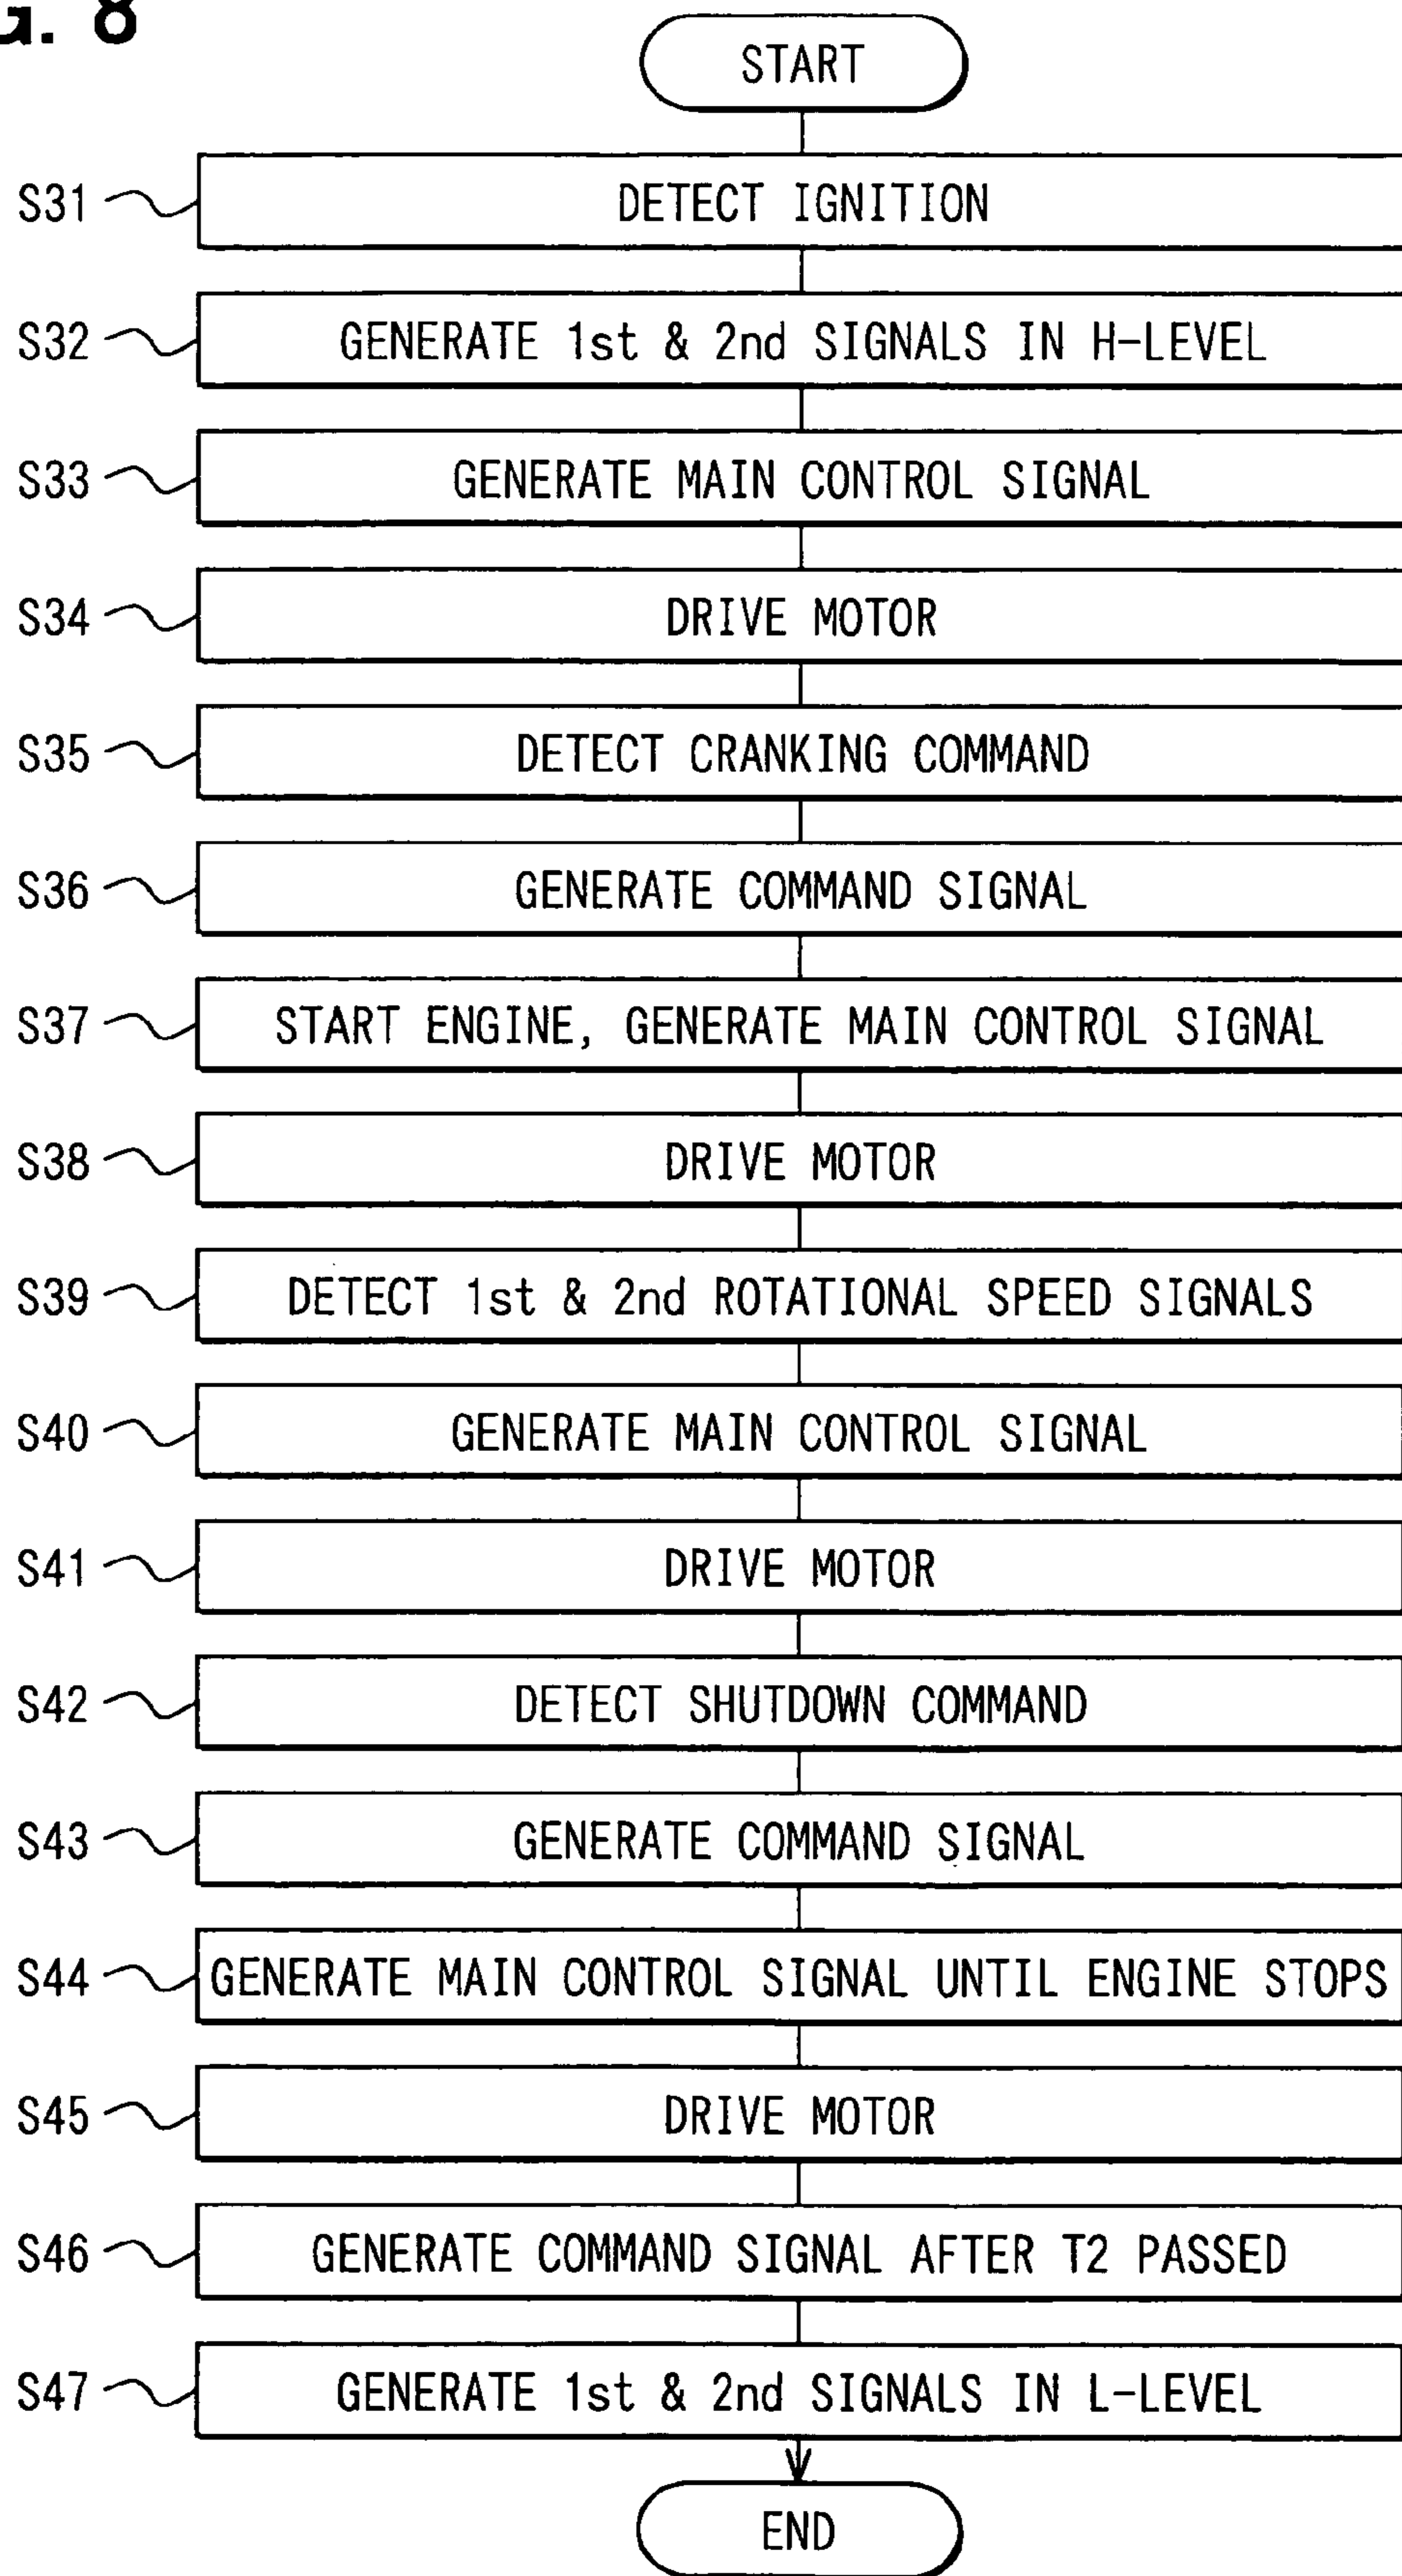 G. 8
START
S31 DETECT IGNITION
S32 GENERATE 1st & 2nd SIGNALS IN H-LEVEL
S33 GENERATE MAIN CONTROL SIGNAL
S34 DRIVE MOTOR
S35 DETECT CRANKING COMMAND
S36 GENERATE COMMAND SIGNAL
S37 START ENGINE, GENERATE MAIN CONTROL SIGNAL
S38 DRIVE MOTOR
S39 DETECT 1st & 2nd ROTATIONAL SPEED SIGNALS
S40 GENERATE MAIN CONTROL SIGNAL
S41 DRIVE MOTOR
S42 DETECT SHUTDOWN COMMAND
S43 GENERATE COMMAND SIGNAL
S44 GENERATE MAIN CONTROL SIGNAL UNTIL ENGINE STOPS
S45 DRIVE MOTOR
S46 GENERATE COMMAND SIGNAL AFTER T2 PASSED
S47 GENERATE 1st & 2nd SIGNALS IN L-LEVEL
END